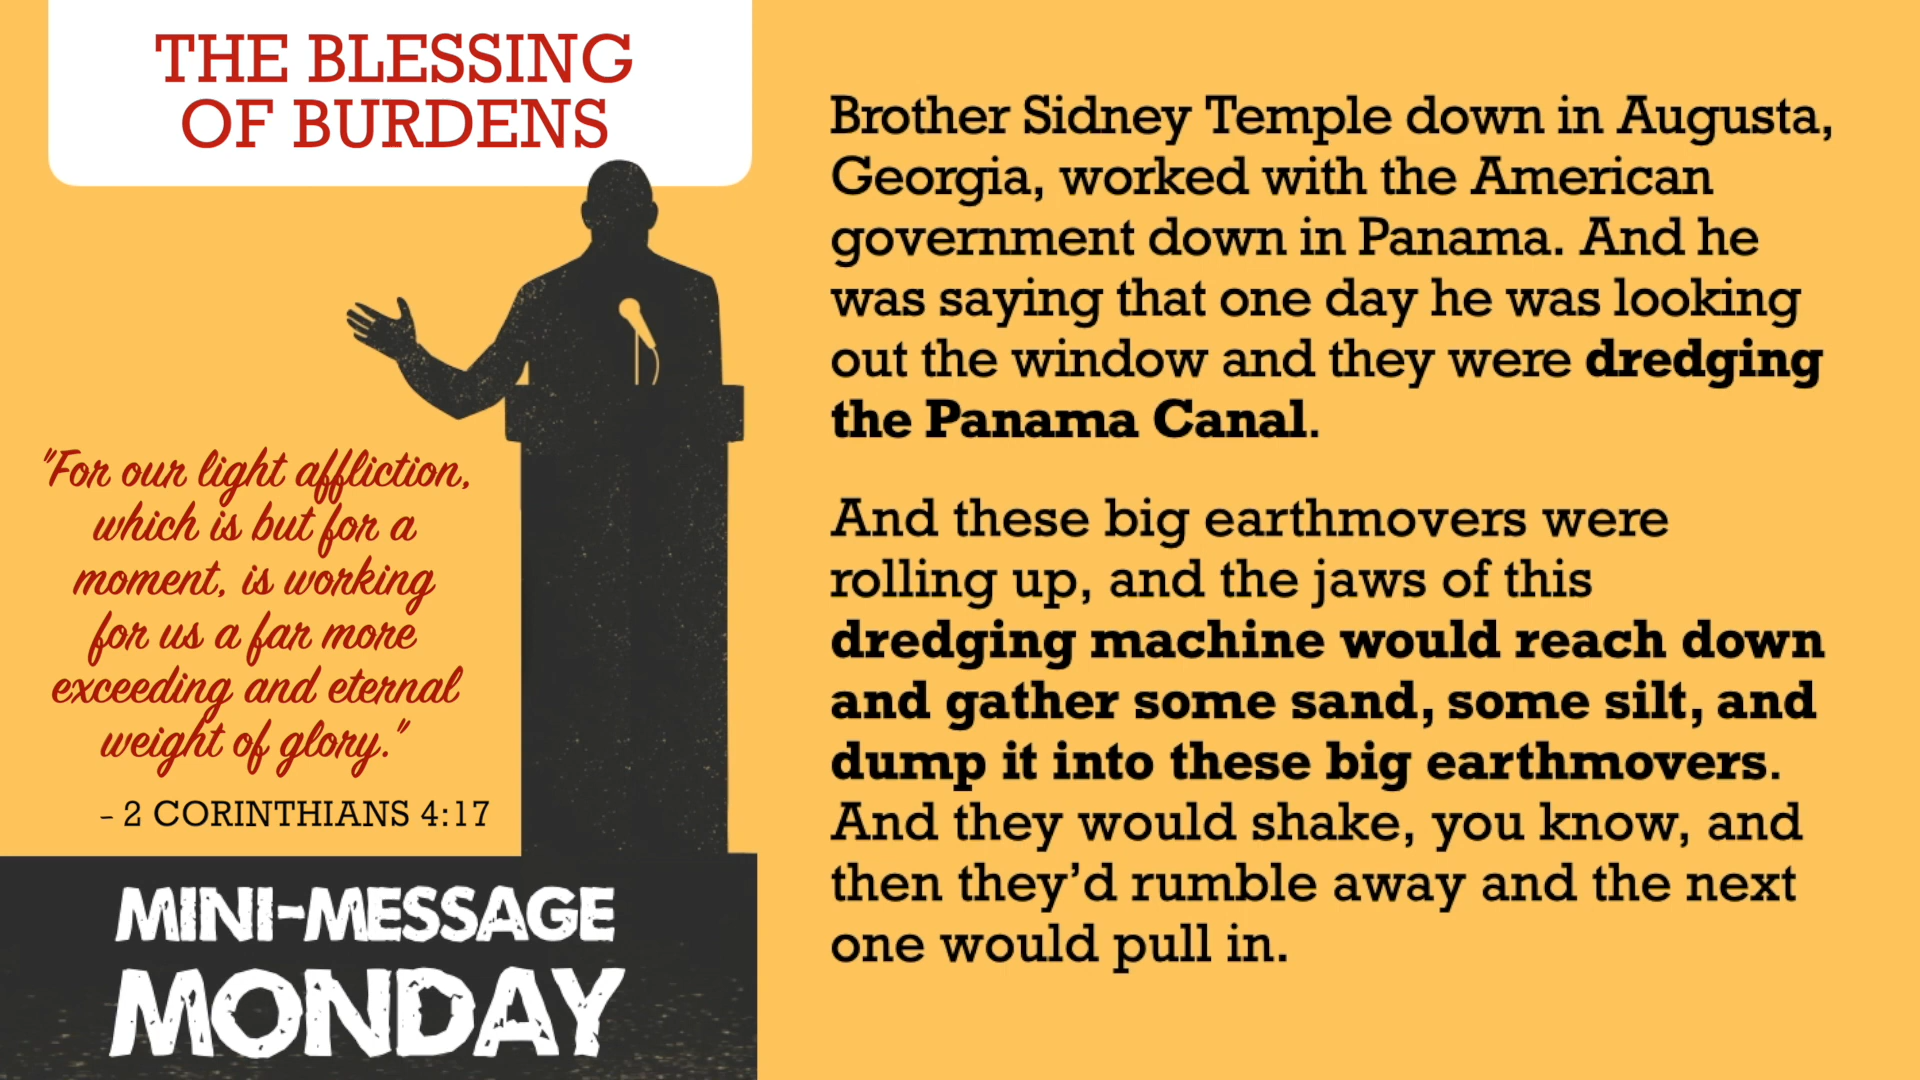 THE BLESSING
OF BURDENS
"For our light affliction,
which is but for a
moment, is working
for us a far more
exceeding and eternal
weight of glory."
- 2 CORINTHIANS 4:17
MINI-MESSAGE
MONDAY
Brother Sidney Temple down in Augusta,
Georgia, worked with the American
government down in Panama. And he
was saying that one day he was looking
out the window and they were dredging
the Panama Canal.
And these big earthmovers were
rolling up, and the jaws of this
dredging machine would reach down
and gather some sand, some silt, and
dump it into these big earthmovers.
And they would shake, you know, and
then they’d rumble away and the next
one would pull in.